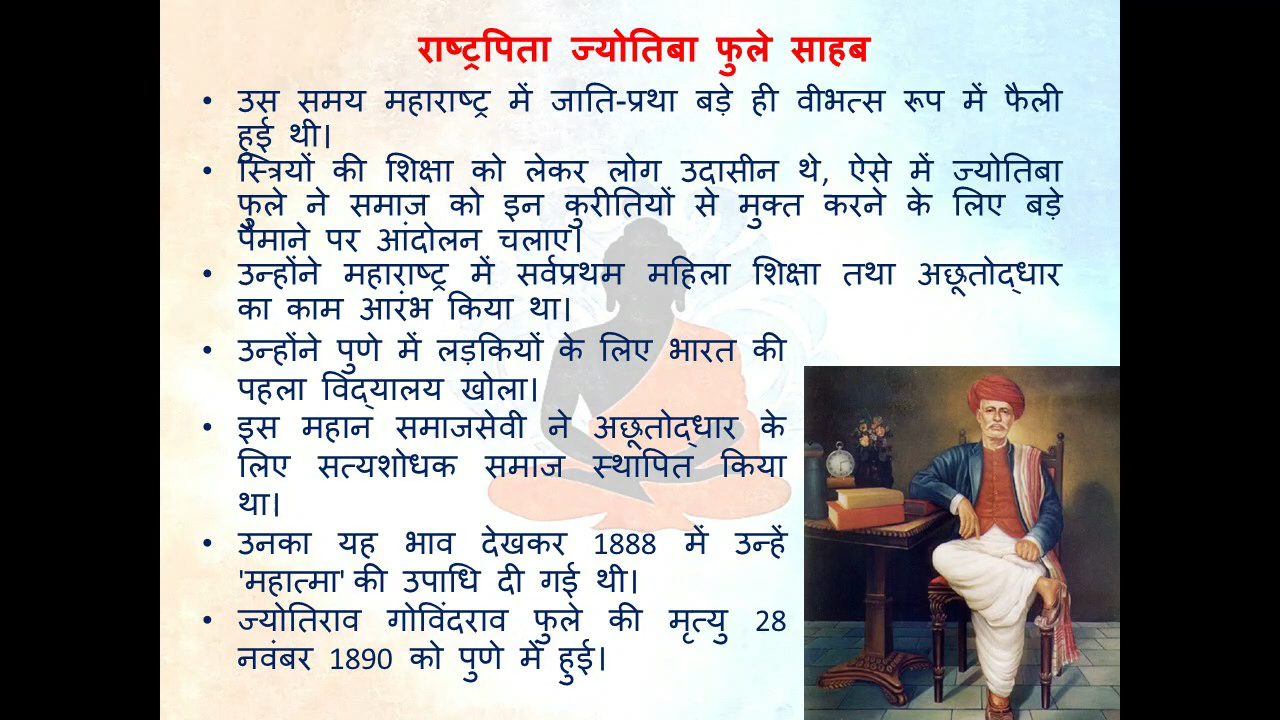 राष्ट्रपिता ज्योतिबा फुले साहब
• उस समय महाराष्ट्र में जाति-प्रथा बड़े ही वीभत्स रूप में फैली
हुई थी।
• स्त्रियों की शिक्षा को लेकर लोग उदासीन थे, ऐसे में ज्योतिबा
फुले ने समाज को इन कुरीतियों से मुक्त करने के लिए बड़े
पैमाने पर आंदोलन चलाए।
• उन्होंने महाराष्ट्र में सर्वप्रथम महिला शिक्षा तथा अछूतोद्धार
का काम आरंभ किया था।
• उन्होंने पुणे में लड़कियों के लिए भारत की
पहला विद्यालय खोला।
• इस महान समाजसेवी ने अछूतोद्धार के
लिए सत्यशोधक समाज स्थापित किया
था।
• उनका यह भाव देखकर 1888 में उन्हें
'महात्मा' की उपाधि दी गई थी।
• ज्योतिराव गोविंदराव फुले की मृत्यु 28
नवंबर 1890 को पुणे में हुई।